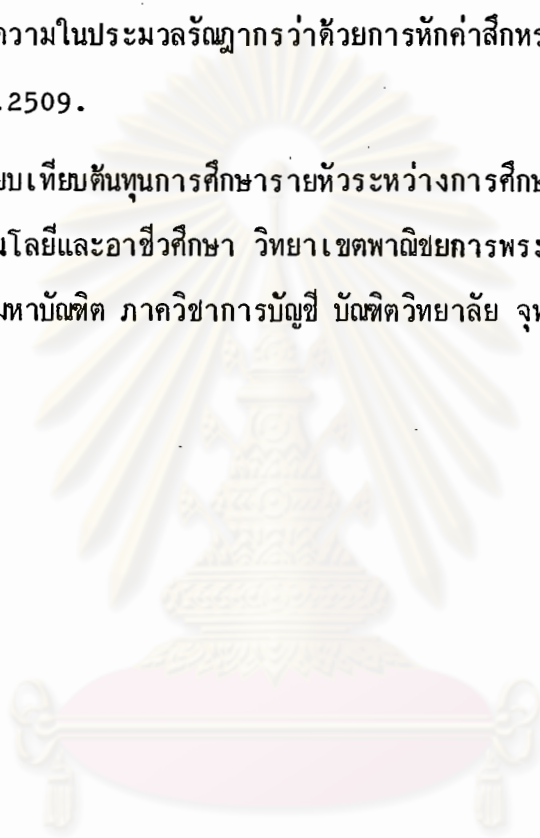 ความในประมวลรัษฎากรว่าด้วยการหักค่าสึกหร
.2509.
ยบเทียบต้นทุนการศึกษารายหัวระหว่างการศึกษ
นโลยีและอาชีวศึกษา วิทยาเขตพาณิชยการพระ
มหาบัณฑิต ภาควิชาการบัญชี บัณฑิตวิทยาลัย จุฬ